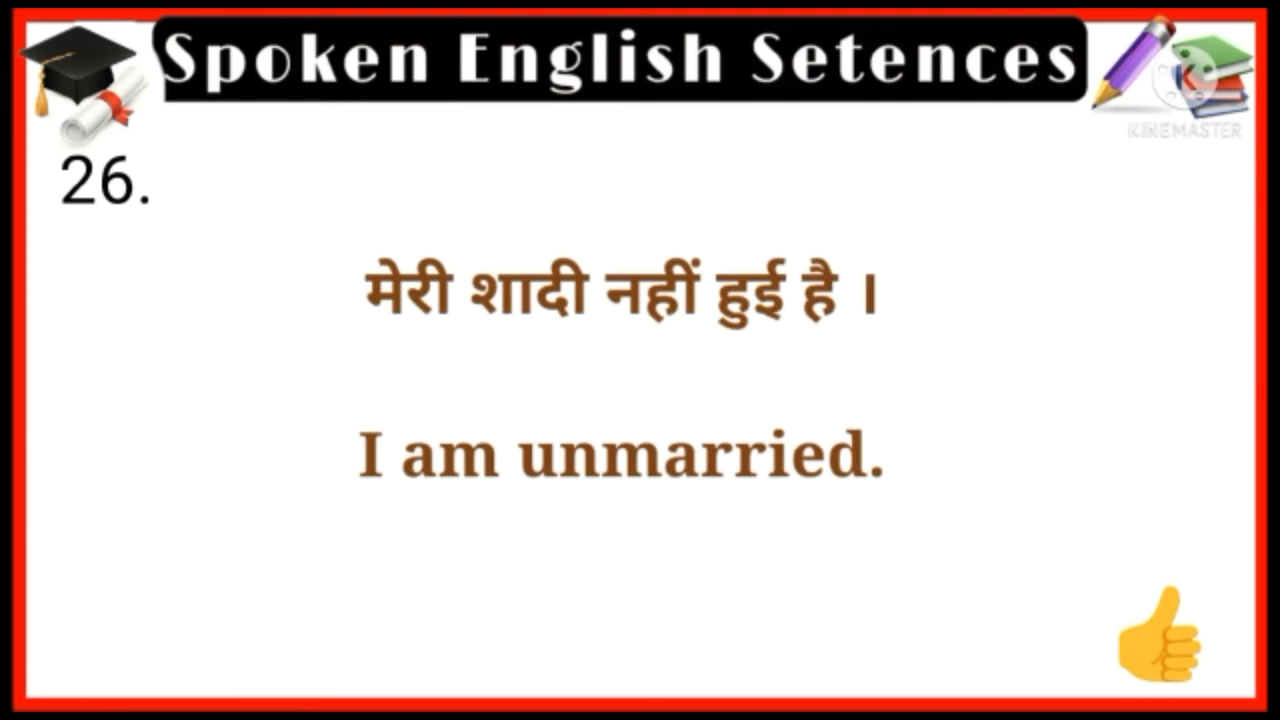 Spoken English Setences
KINEMASTER
26.
मेरी शादी नहीं हुई है ।
I am unmarried.